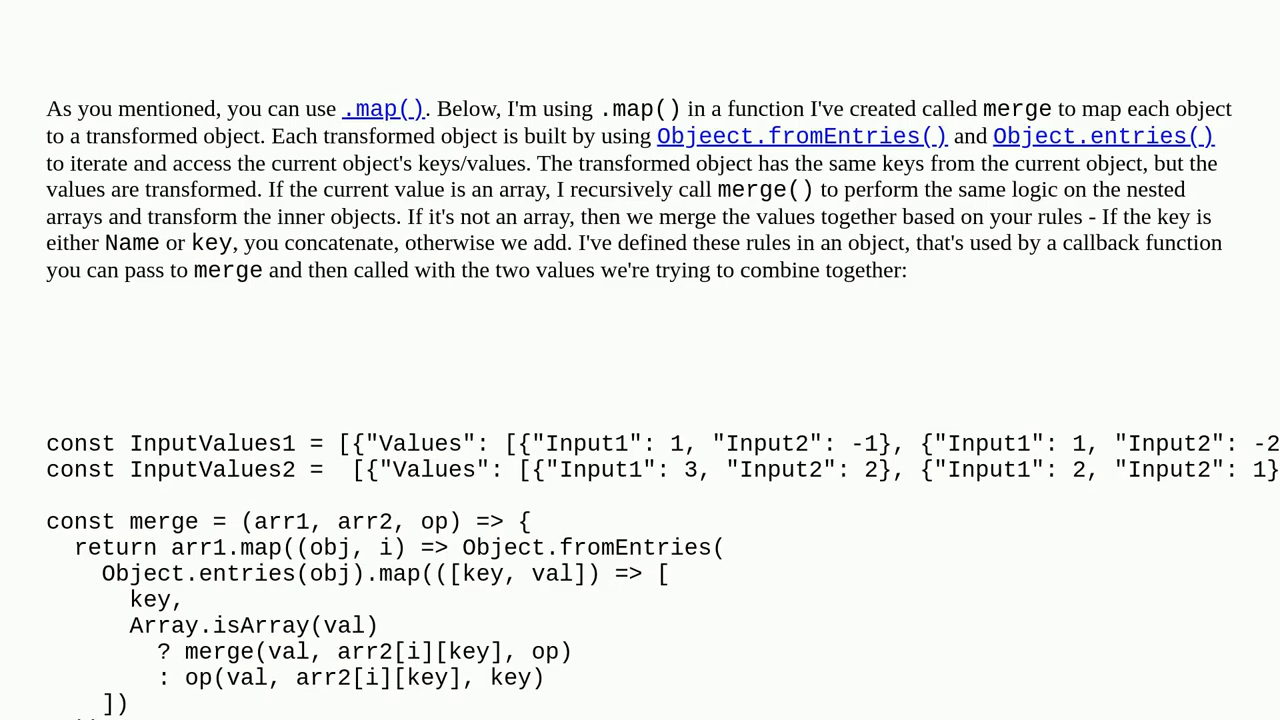 As you mentioned, you can use .map(). Below, I'm using .map() in a function I've created called merge to map each object
to a transformed object. Each transformed object is built by using Objeect.fromEntries() and Object.entries()
to iterate and access the current object's keys/values. The transformed object has the same keys from the current object, but the
values are transformed. If the current value is an array, I recursively call merge() to perform the same logic on the nested
arrays and transform the inner objects. If it's not an array, then we merge the values together based on your rules - If the key is
either Name or key, you concatenate, otherwise we add. I've defined these rules in an object, that's used by a callback function
you can pass to merge and then called with the two values we're trying to combine together:
const InputValues1 = [{"Values": [{"Input1": 1, "Input2": -1}, {"Input1": 1, "Input2": -2
const InputValues2 =  [{"Values": [{"Input1": 3, "Input2": 2}, {"Input1": 2, "Input2": 1}
const merge = (arr1, arr2, op) => {
  return arr1.map((obj, i) => Object.fromEntries(
    Object.entries(obj).map(([key, val]) => [
      key,
      Array.isArray(val)
        ? merge(val, arr2[i][key], op)
        : op(val, arr2[i][key], key)
    ])